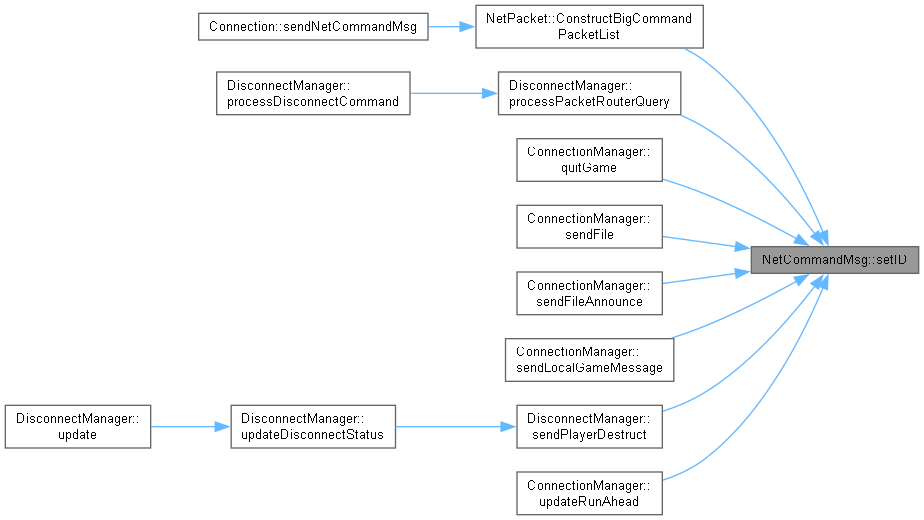 Connection::sendNetCommandMsg
NetPacket::ConstructBigCommand
PacketList
DisconnectManager::
processDisconnectCommand
DisconnectManager::
processPacketRouterQuery
ConnectionManager::
quitGame
ConnectionManager::
sendFile
NetCommandMsg::setID
ConnectionManager::
sendFileAnnounce
ConnectionManager::
sendLocalGameMessage
DisconnectManager::
update
DisconnectManager::
updateDisconnectStatus
DisconnectManager::
sendPlayerDestruct
ConnectionManager::
updateRunAhead